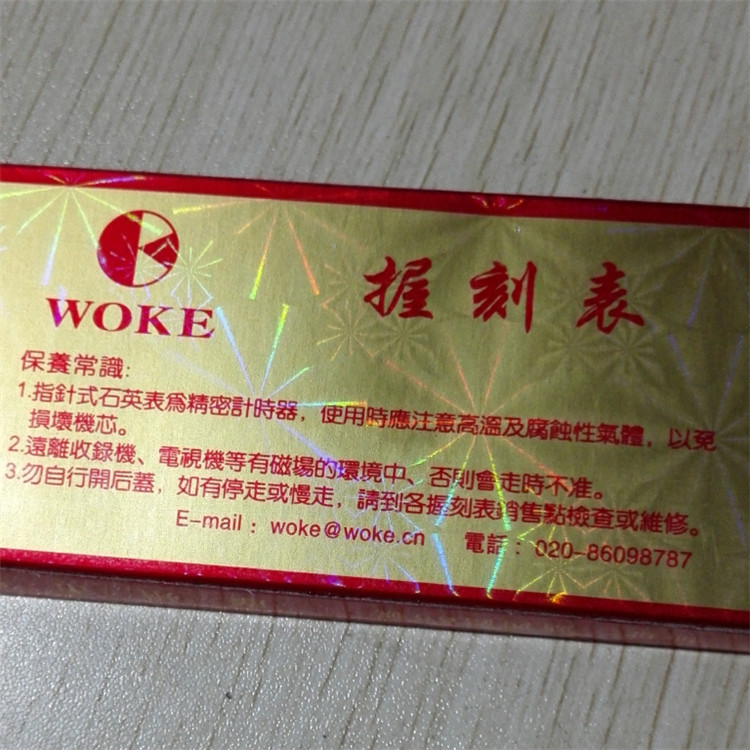 WOKE
握刻表
保養常識:
1.指針式石英表為精密計時器，使用時應注意高溫及腐蝕性氣體，以免
損壞機芯。
2.遠離收錄機、電視機等有磁場的環境中、否則會走時不准。
3.勿自行開后蓋，如有停走或慢走，請到各握刻表銷售點檢查或維修。
E-mail：woke@woke.cn 電話：020-86098787